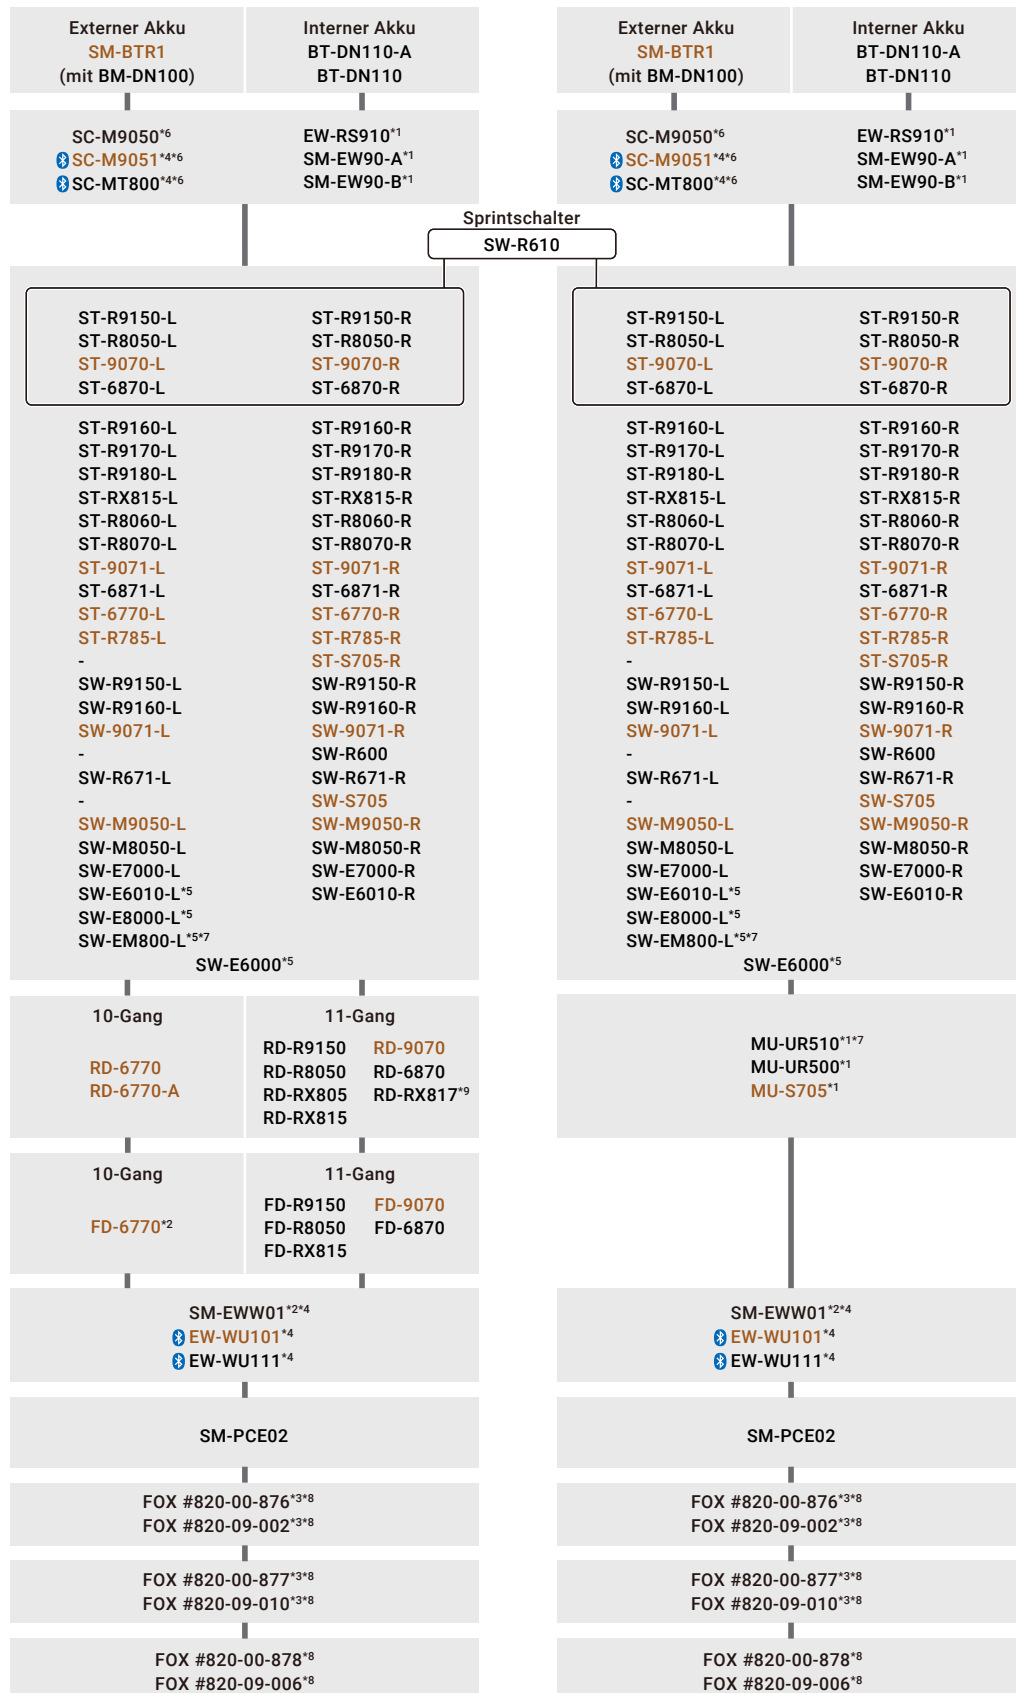 Externer Akku
SM-BTR1
(mit BM-DN100)
Interner Akku
BT-DN110-A
BT-DN110
Externer Akku
SM-BTR1
(mit BM-DN100)
Interner Akku
BT-DN110-A
BT-DN110
SC-M9050*6
SC-M9051*4*6
SC-MT800*4*6
EW-RS910*1
SM-EW90-A*1
SM-EW90-B*1
SC-M9050*6
SC-M9051*4*6
SC-MT800*4*6
EW-RS910*1
SM-EW90-A*1
SM-EW90-B*1
Sprintschalter
SW-R610
ST-R9150-L ST-R9150-R
ST-R8050-L ST-R8050-R
ST-9070-L ST-9070-R
ST-6870-L ST-6870-R
ST-R9160-L ST-R9160-R
ST-R9170-L ST-R9170-R
ST-R9180-L ST-R9180-R
ST-RX815-L ST-RX815-R
ST-R8060-L ST-R8060-R
ST-R8070-L ST-R8070-R
ST-9071-L ST-9071-R
ST-6871-L ST-6871-R
ST-6770-L ST-6770-R
ST-R785-L ST-R785-R
- ST-S705-R
SW-R9150-L SW-R9150-R
SW-R9160-L SW-R9160-R
SW-9071-L SW-9071-R
- SW-R600
SW-R671-L SW-R671-R
- SW-S705
SW-M9050-L SW-M9050-R
SW-M8050-L SW-M8050-R
SW-E7000-L SW-E7000-R
SW-E6010-L*5 SW-E6010-R
SW-E8000-L*5
SW-EM800-L*5*7
SW-E6000*5
ST-R9150-L ST-R9150-R
ST-R8050-L ST-R8050-R
ST-9070-L ST-9070-R
ST-6870-L ST-6870-R
ST-R9160-L ST-R9160-R
ST-R9170-L ST-R9170-R
ST-R9180-L ST-R9180-R
ST-RX815-L ST-RX815-R
ST-R8060-L ST-R8060-R
ST-R8070-L ST-R8070-R
ST-9071-L ST-9071-R
ST-6871-L ST-6871-R
ST-6770-L ST-6770-R
ST-R785-L ST-R785-R
- ST-S705-R
SW-R9150-L SW-R9150-R
SW-R9160-L SW-R9160-R
SW-9071-L SW-9071-R
- SW-R600
SW-R671-L SW-R671-R
- SW-S705
SW-M9050-L SW-M9050-R
SW-M8050-L SW-M8050-R
SW-E7000-L SW-E7000-R
SW-E6010-L*5 SW-E6010-R
SW-E8000-L*5
SW-EM800-L*5*7
SW-E6000*5
10-Gang
RD-6770
RD-6770-A
11-Gang
RD-R9150 RD-9070
RD-R8050 RD-6870
RD-RX805 RD-RX817*9
RD-RX815
MU-UR510*1*7
MU-UR500*1
MU-S705*1
10-Gang
FD-6770*2
11-Gang
FD-R9150 FD-9070
FD-R8050 FD-6870
FD-RX815
SM-EWW01*2*4
EW-WU101*4
EW-WU111*4
SM-EWW01*2*4
EW-WU101*4
EW-WU111*4
SM-PCE02
SM-PCE02
FOX #820-00-876*3*8
FOX #820-09-002*3*8
FOX #820-00-876*3*8
FOX #820-09-002*3*8
FOX #820-00-877*3*8
FOX #820-09-010*3*8
FOX #820-00-877*3*8
FOX #820-09-010*3*8
FOX #820-00-878*8
FOX #820-09-006*8
FOX #820-00-878*8
FOX #820-09-006*8